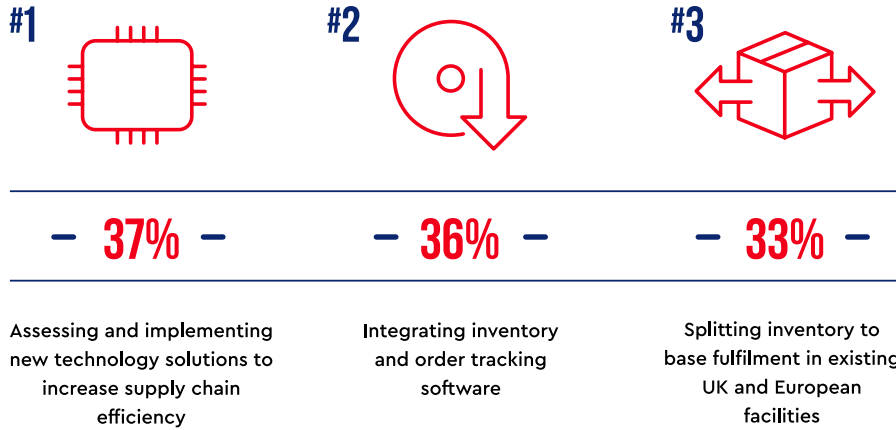 #1
#2
#3
– 37% –
– 36% –
– 33% –
Assessing and implementing
new technology solutions to
increase supply chain
efficiency
Integrating inventory
and order tracking
software
Splitting inventory to
base fulfilment in existing
UK and European
facilities